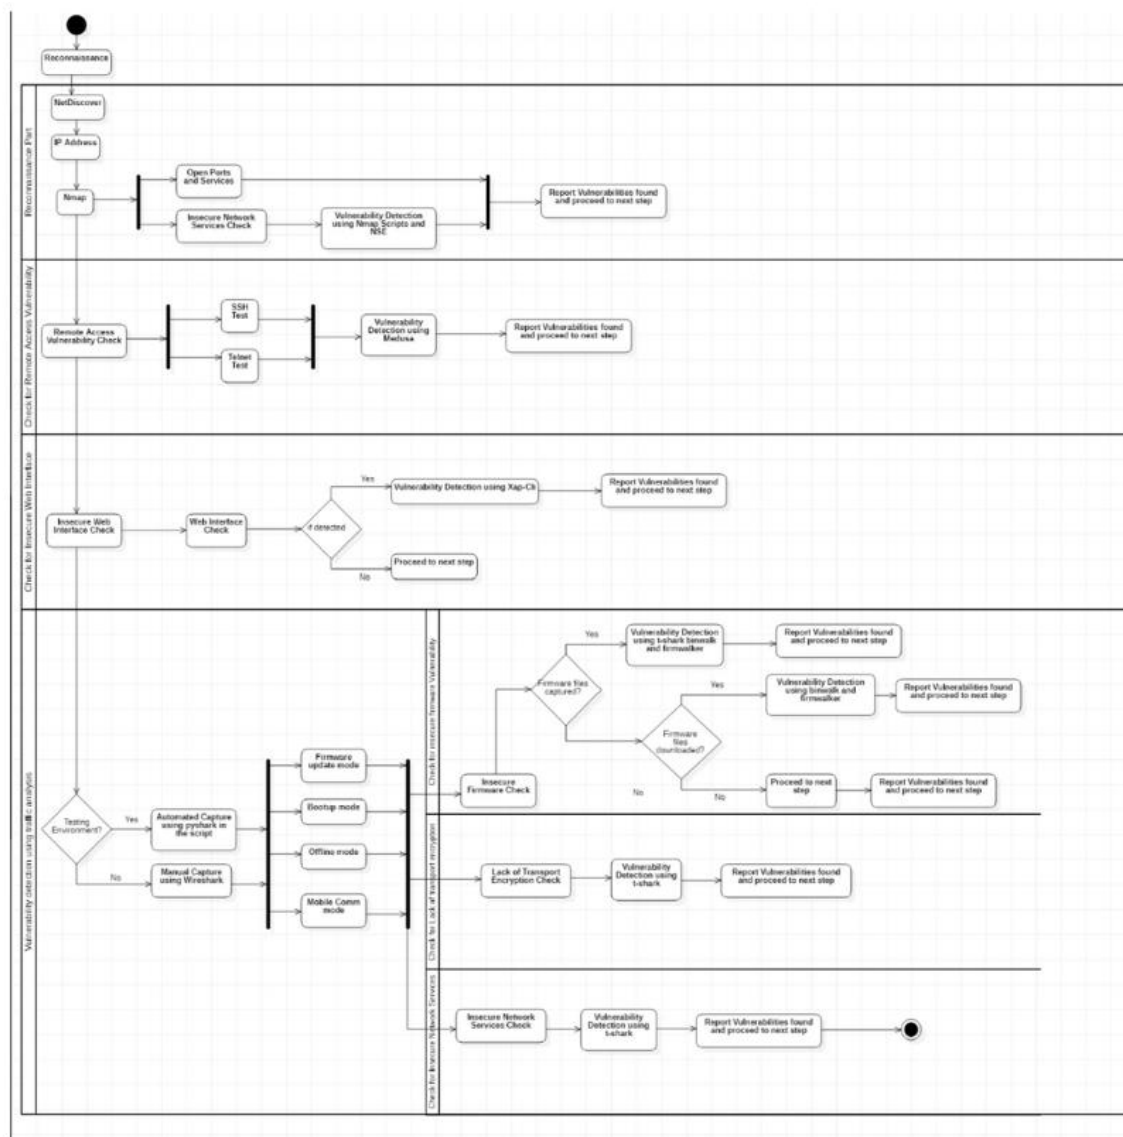 Reconnaissance
Reconnaissance Part
NetDiscover
IP Address
Nmap
Open Ports
and Services
Insecure Network
Services Check
Vulnerability Detection
using Nmap Scripts and
NSE
Report Vulnerabilities found
and proceed to next step
Check for Remote Access Vulnerability
Remote Access
Vulnerability Check
SSH
Test
Telnet
Test
Vulnerability
Detection using
Medusa
Report Vulnerabilities found
and proceed to next step
Check for Insecure Web Interface
Insecure Web
Interface Check
Web Interface
Check
if detected
Yes
Vulnerability Detection using Xap-Cli
Report Vulnerabilities found
and proceed to next step
No
Proceed to next step
Vulnerability detection using traffic analysis
Testing
Environment?
Yes
Automated Capture
using pyshark in
the script
No
Manual Capture
using Wireshark
Firmware
update mode
Bootup mode
Offline mode
Mobile Comm
mode
Check for insecure firmware Vulnerability
Insecure
Firmware Check
Firmware files
captured?
Yes
Vulnerability Detection
using t-shark binwalk
and firmwalker
Report Vulnerabilities found
and proceed to next step
No
Firmware
files
downloaded?
Yes
Vulnerability Detection
using binwalk and
firmwalker
Report Vulnerabilities found
and proceed to next step
No
Proceed to next
step
Report Vulnerabilities found
and proceed to next step
Check for Lack of transport encryption
Lack of Transport
Encryption Check
Vulnerability
Detection using
t-shark
Report Vulnerabilities found
and proceed to next step
Check for Insecure Network Services
Insecure Network
Services Check
Vulnerability
Detection using
t-shark
Report Vulnerabilities found
and proceed to next step